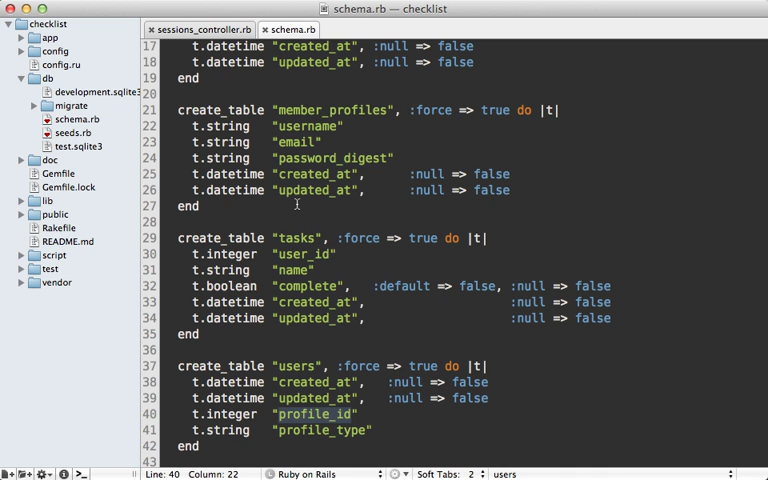 schema.rb — checklist
checklist
app
config
config.ru
db
development.sqlite3
migrate
schema.rb
seeds.rb
test.sqlite3
doc
Gemfile
Gemfile.lock
lib
public
Rakefile
README.md
script
test
vendor
sessions_controller.rb schema.rb
17 t.datetime "created_at", :null => false
18 t.datetime "updated_at", :null => false
19 end
20
21 create_table "member_profiles", :force => true do |t|
22 t.string "username"
23 t.string "email"
24 t.string "password_digest"
25 t.datetime "created_at", :null => false
26 t.datetime "updated_at", :null => false
27 end
28
29 create_table "tasks", :force => true do |t|
30 t.integer "user_id"
31 t.string "name"
32 t.boolean "complete", :default => false, :null => false
33 t.datetime "created_at", :null => false
34 t.datetime "updated_at", :null => false
35 end
36
37 create_table "users", :force => true do |t|
38 t.datetime "created_at", :null => false
39 t.datetime "updated_at", :null => false
40 t.integer "profile_id"
41 t.string "profile_type"
42 end
43
Line: 40 Column: 22 Ruby on Rails Soft Tabs: 2 users